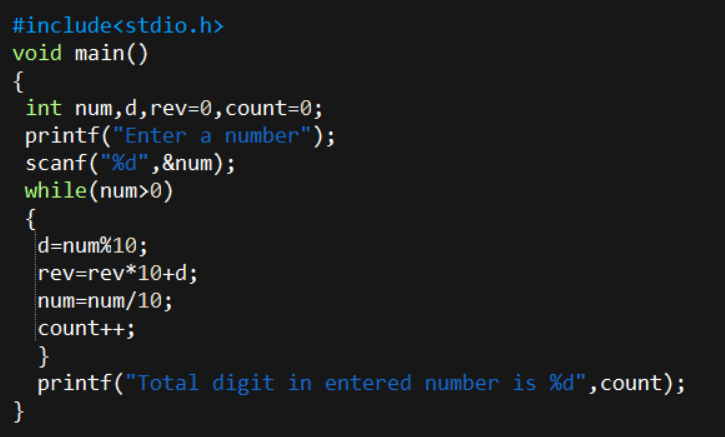 #include<stdio.h>
void main()
{
int num,d,rev=0,count=0;
printf("Enter a number");
scanf("%d",&num);
while(num>0)
{
d=num%10;
rev=rev*10+d;
num=num/10;
count++;
}
printf("Total digit in entered number is %d",count);
}